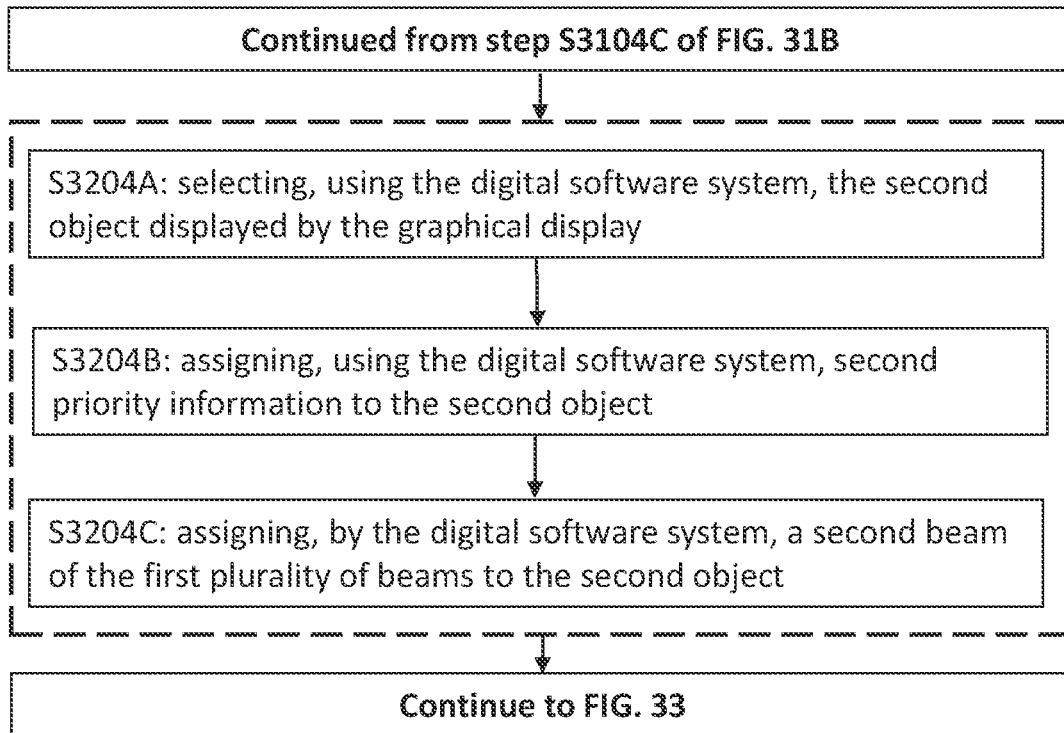 Continued from step S3104C of FIG. 31B
S3204A: selecting, using the digital software system, the second
object displayed by the graphical display
S3204B: assigning, using the digital software system, second
priority information to the second object
S3204C: assigning, by the digital software system, a second beam
of the first plurality of beams to the second object
Continue to FIG. 33